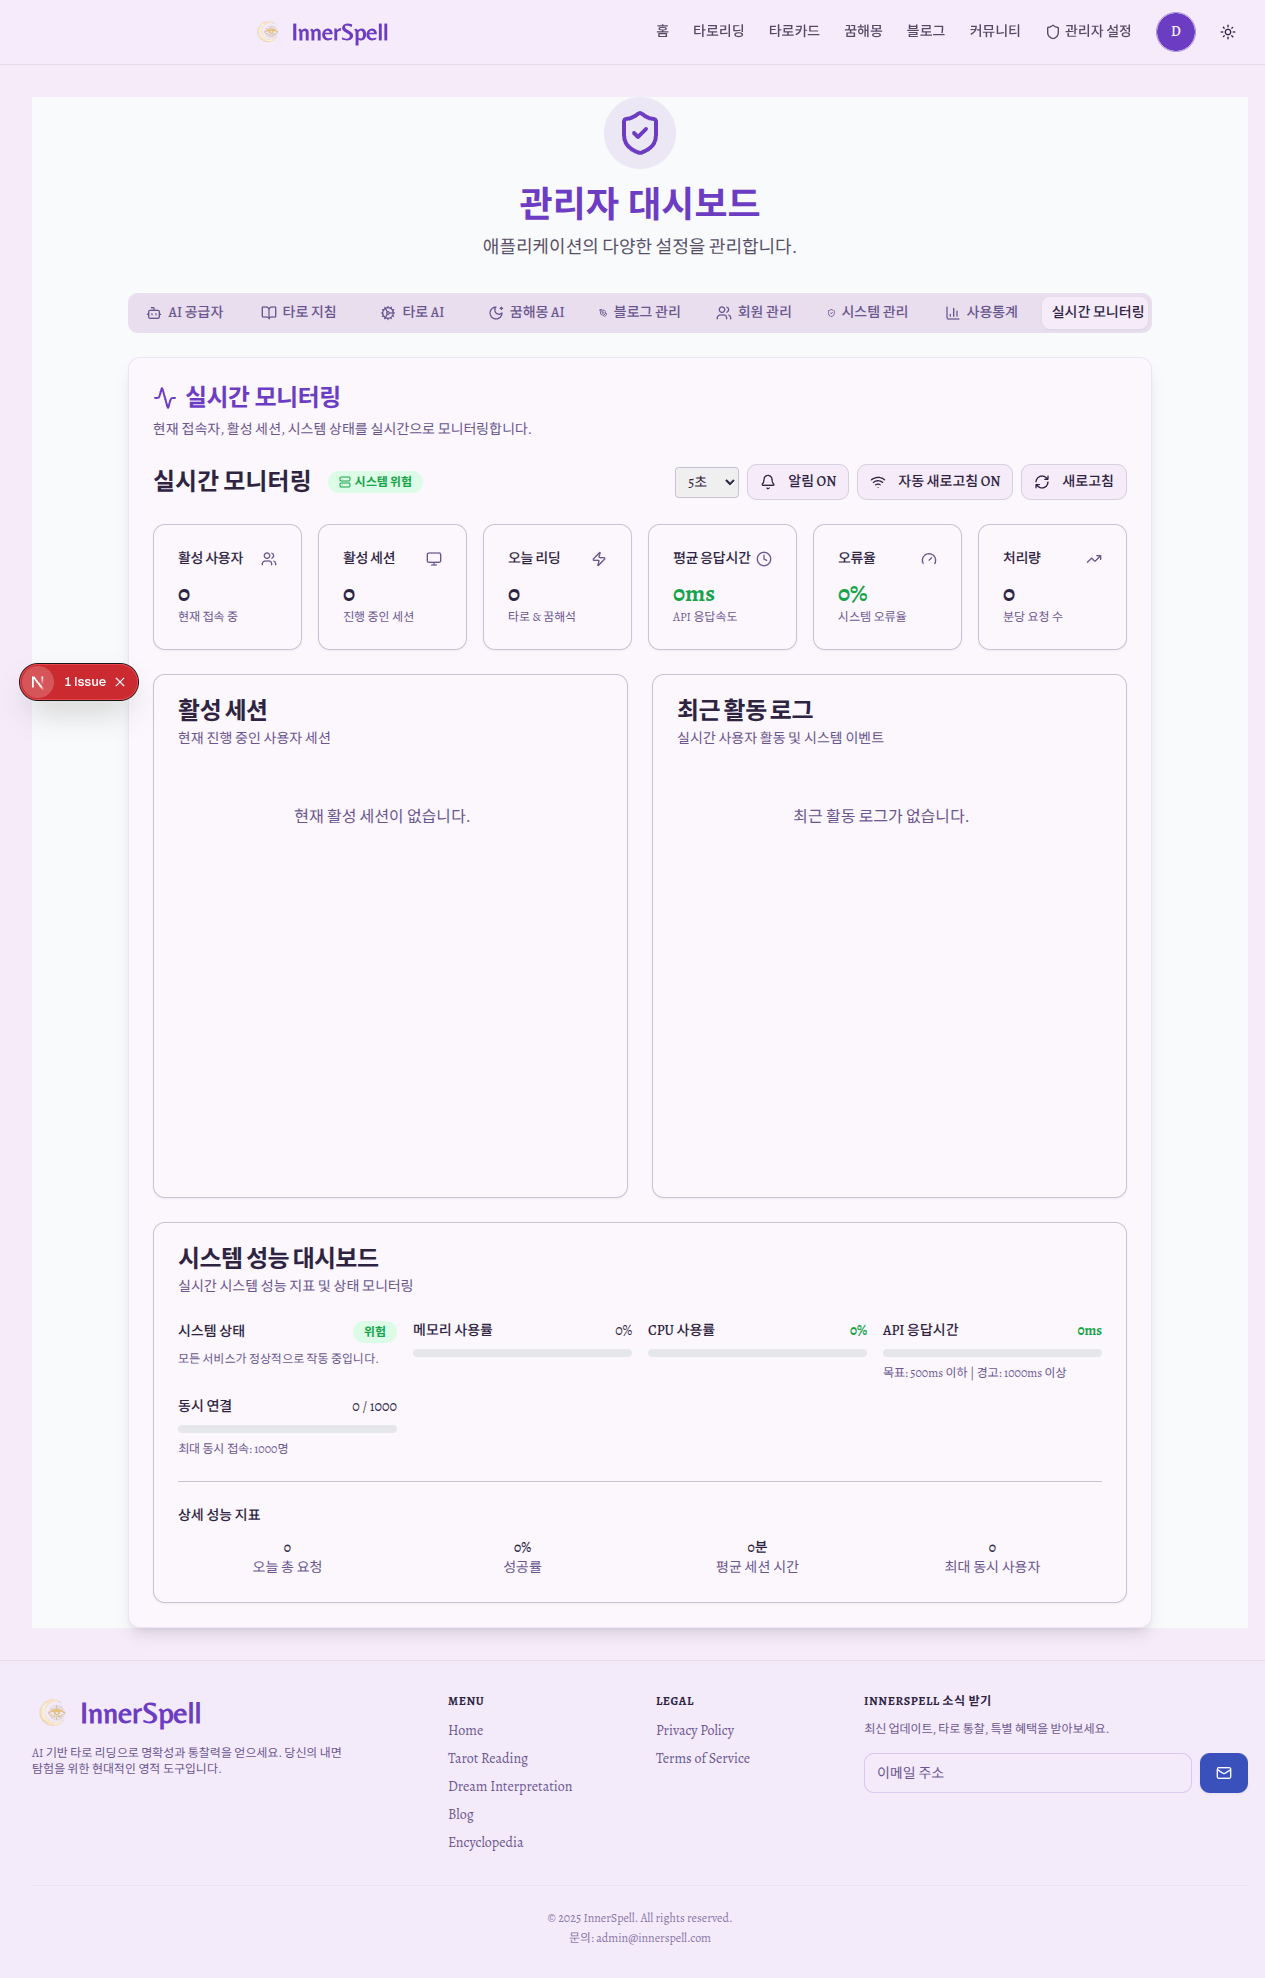 InnerSpell
홈 타로리딩 타로카드 꿈해몽 블로그 커뮤니티 관리자 설정 D
관리자 대시보드
애플리케이션의 다양한 설정을 관리합니다.
AI 공급자 타로 지침 타로 AI 꿈해몽 AI 블로그 관리 회원 관리 시스템 관리 사용통계 실시간 모니터링
실시간 모니터링
현재 접속자, 활성 세션, 시스템 상태를 실시간으로 모니터링합니다.
실시간 모니터링 시스템 위험 5초 알림 ON 자동 새로고침 ON 새로고침
활성 사용자
0
현재 접속 중
활성 세션
0
진행 중인 세션
오늘 리딩
0
타로 & 꿈해석
평균 응답시간
0ms
API 응답속도
오류율
0%
시스템 오류율
처리량
0
분당 요청 수
N 1 Issue
활성 세션
현재 진행 중인 사용자 세션
현재 활성 세션이 없습니다.
최근 활동 로그
실시간 사용자 활동 및 시스템 이벤트
최근 활동 로그가 없습니다.
시스템 성능 대시보드
실시간 시스템 성능 지표 및 상태 모니터링
시스템 상태 위험
모든 서비스가 정상적으로 작동 중입니다.
메모리 사용률 0%
CPU 사용률 0%
API 응답시간 0ms
목표: 500ms 이하 | 경고: 1000ms 이상
동시 연결 0 / 1000
최대 동시 접속: 1000명
상세 성능 지표
0
오늘 총 요청
0%
성공률
0분
평균 세션 시간
0
최대 동시 사용자
InnerSpell
AI 기반 타로 리딩으로 명확성과 통찰력을 얻으세요. 당신의 내면
탐험을 위한 현대적인 영적 도구입니다.
MENU
Home
Tarot Reading
Dream Interpretation
Blog
Encyclopedia
LEGAL
Privacy Policy
Terms of Service
INNERSPELL 소식 받기
최신 업데이트, 타로 통찰, 특별 혜택을 받아보세요.
이메일 주소
© 2025 InnerSpell. All rights reserved.
문의: admin@innerspell.com